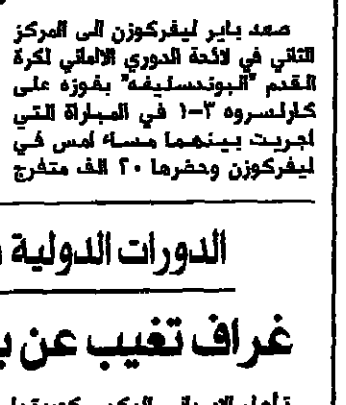 صعد باير ليفركوزن الى المركز
الثاني في لائحة الدوري الالماني لكرة
القدم "البوندسليغه" بفوزه على
كارلسروه ٣-١ في المباراة التي
اجريت بينهما مساء امس في
ليفركوزن وحضرها ٢٠ الف متفرج
الدورات الدولية
غراف تغيب عن